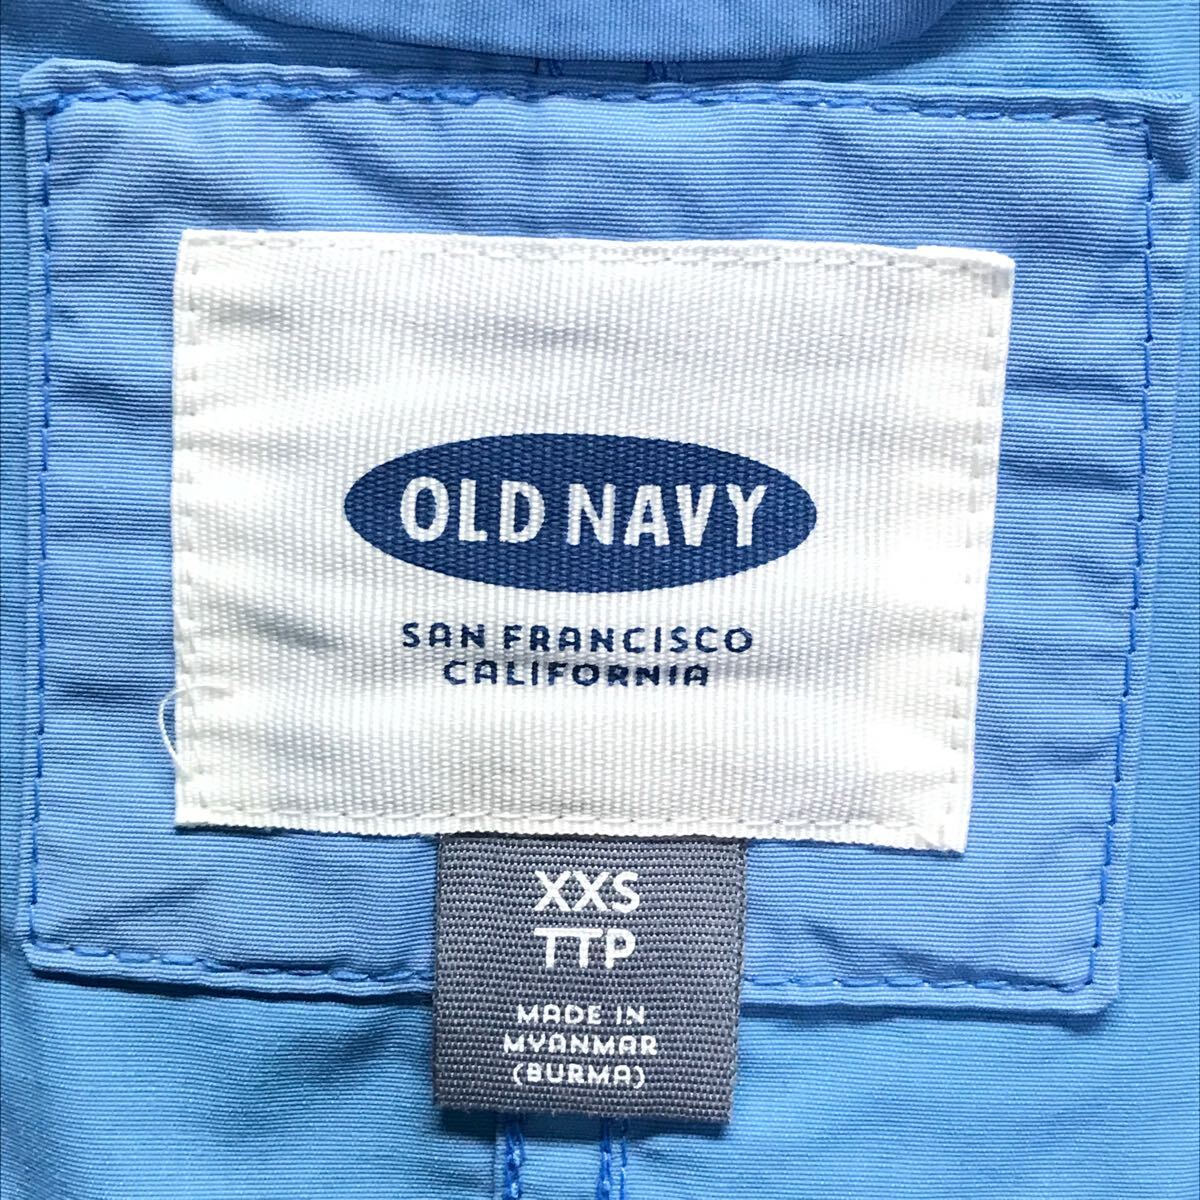 OLD NAVY
SAN FRANCISCO
CALIFORNIA
XXS
TTP
MADE IN
MYANMAR
(BURMA)